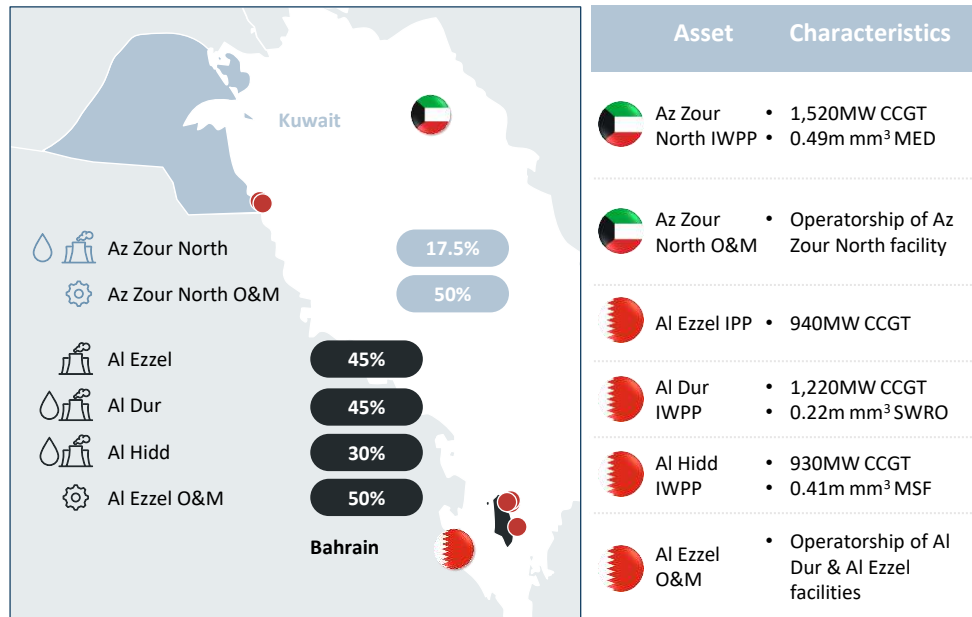 Kuwait
Az Zour North
17.5%
Az Zour North O&M
50%
Al Ezzel
45%
Al Dur
45%
Al Hidd
30%
Al Ezzel O&M
50%
Bahrain
Asset Characteristics
Az Zour
North IWPP
• 1,520MW CCGT
• 0.49m mm³ MED
Az Zour
North O&M
• Operatorship of Az
Zour North facility
Al Ezzel IPP
• 940MW CCGT
Al Dur
IWPP
• 1,220MW CCGT
• 0.22m mm³ SWRO
Al Hidd
IWPP
• 930MW CCGT
• 0.41m mm³ MSF
Al Ezzel
O&M
• Operatorship of Al
Dur & Al Ezzel
facilities